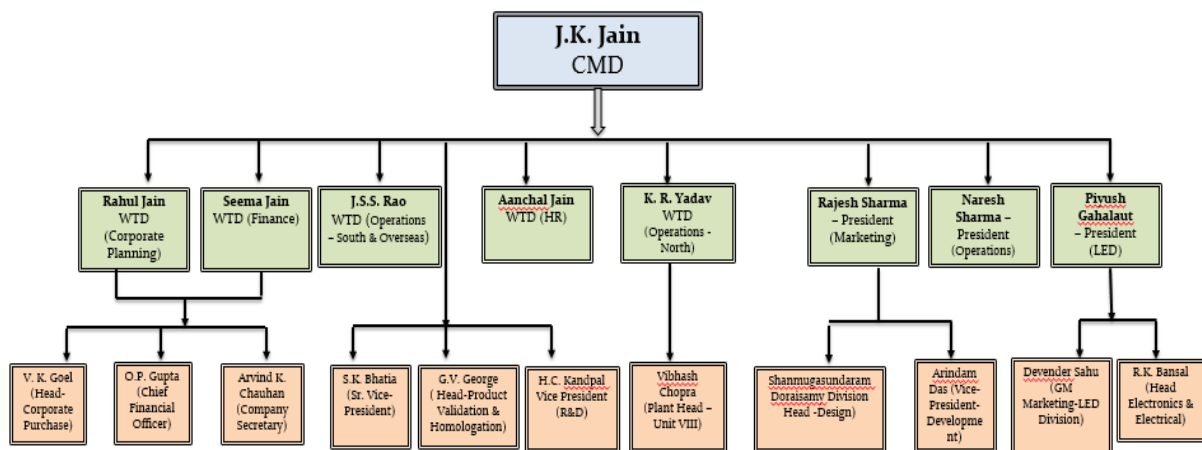 J.K. Jain
CMD
Rahul Jain
WTD
(Corporate
Planning)
Seema Jain
WTD (Finance)
J.S.S. Rao
WTD (Operations
– South & Overseas)
Aanchal Jain
WTD (HR)
K. R. Yadav
WTD
(Operations -
North)
Rajesh Sharma
– President
(Marketing)
Naresh
Sharma –
President
(Operations)
Piyush
Gahalaut
– President
(LED)
V. K. Goel
(Head-
Corporate
Purchase)
O.P. Gupta
(Chief
Financial
Officer)
Arvind K.
Chauhan
(Company
Secretary)
S.K. Bhatia
(Sr. Vice-
President)
G.V. George
( Head-Product
Validation &
Homologation)
H.C. Kandpal
Vice President
(R&D)
Vibhash
Chopra
(Plant Head –
Unit VIII)
Shanmugasundaram
Doraisamy Division
Head -Design)
Arindam
Das (Vice-
President-
Developme
nt)
Devender Sahu
(GM
Marketing-LED
Division)
R.K. Bansal
(Head
Electronics &
Electrical)